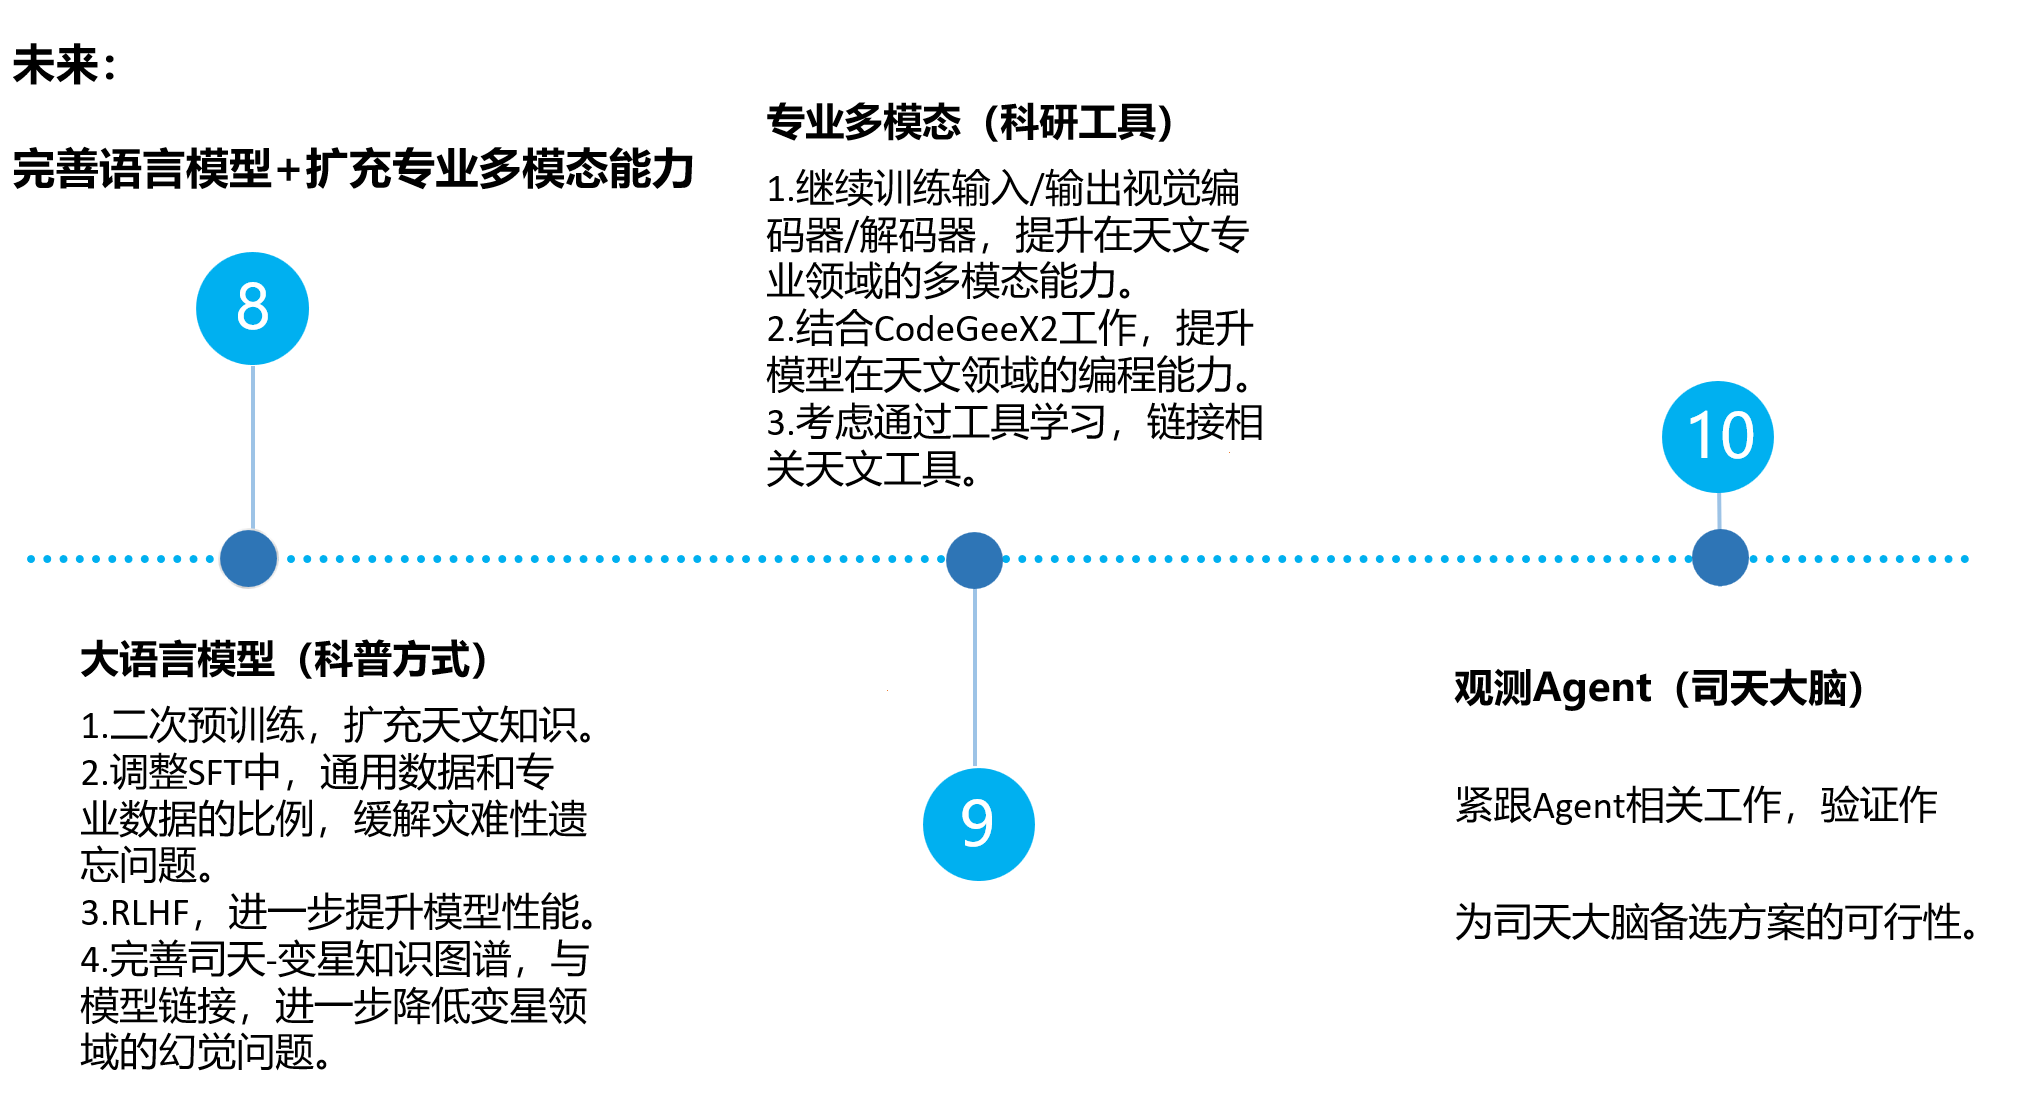 未来：
完善语言模型+扩充专业多模态能力
8
大语言模型（科普方式）
1.二次预训练，扩充天文知识。
2.调整SFT中，通用数据和专
业数据的比例，缓解灾难性遗
忘问题。
3.RLHF，进一步提升模型性能。
4.完善司天-变星知识图谱，与
模型链接，进一步降低变星领
域的幻觉问题。
专业多模态（科研工具）
1.继续训练输入/输出视觉编
码器/解码器，提升在天文专
业领域的多模态能力。
2.结合CodeGeeX2工作，提升
模型在天文领域的编程能力。
3.考虑通过工具学习，链接相
关天文工具。
9
10
观测Agent（司天大脑）
紧跟Agent相关工作，验证作
为司天大脑备选方案的可行性。